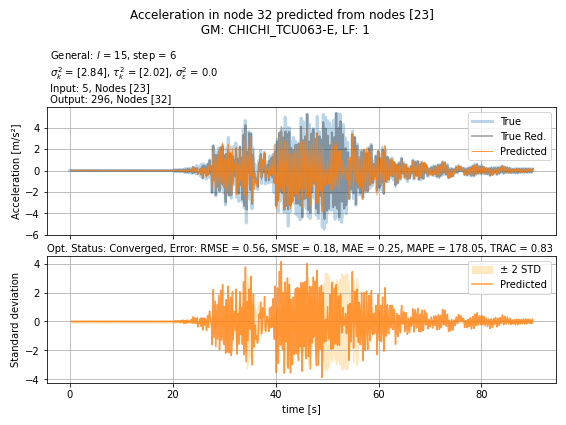 Acceleration in node 32 predicted from nodes [23]
GM: CHICHI_TCU063-E, LF: 1
General: l = 15, step = 6
σ²ₖ = [2.84], τ²ₖ = [2.02], σ²ε = 0.0
Input: 5, Nodes [23]
Output: 296, Nodes [32]
Acceleration [m/s²]
4
2
0
−2
−4
−6
True
True Red.
Predicted
Opt. Status: Converged, Error: RMSE = 0.56, SMSE = 0.18, MAE = 0.25, MAPE = 178.05, TRAC = 0.83
Standard deviation
4
2
0
−2
−4
± 2 STD
Predicted
0 20 40 60 80
time [s]